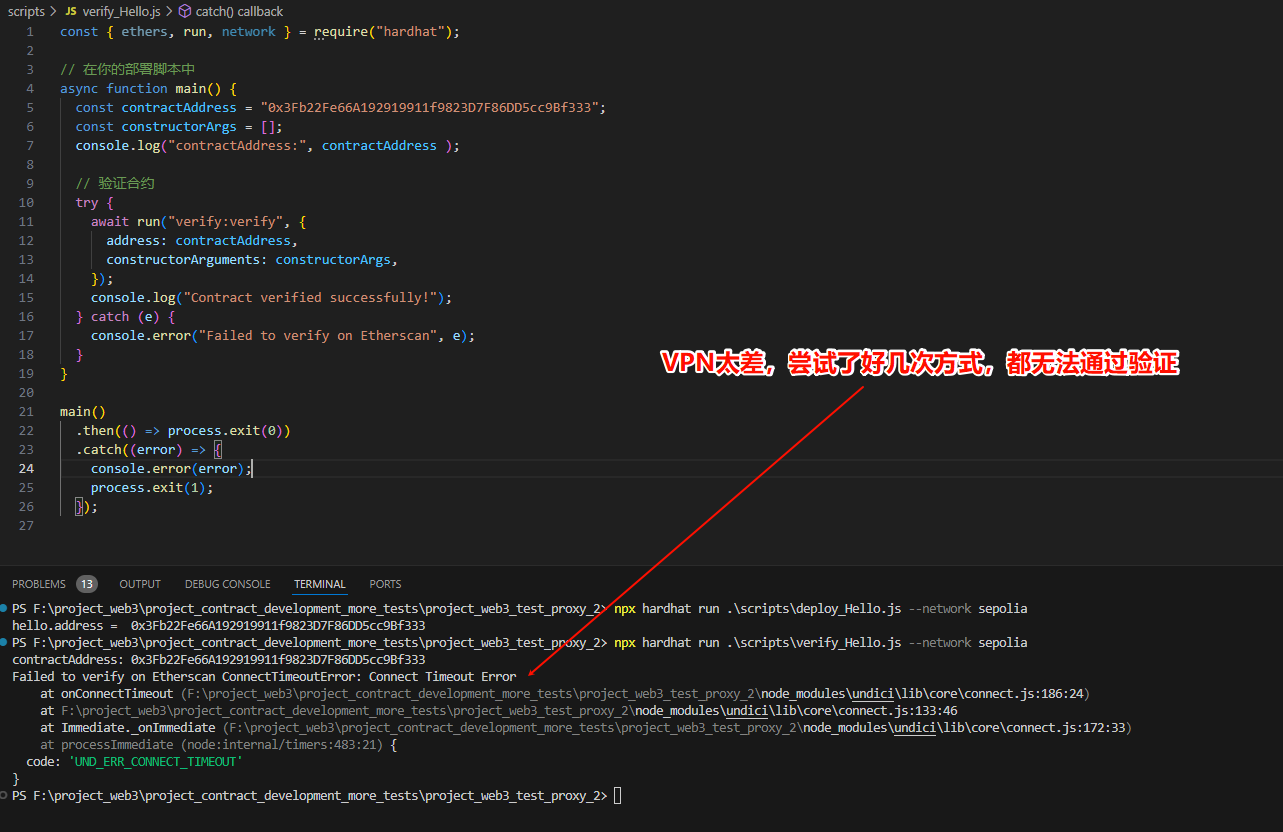 scripts > JS verify_Hello.js > catch() callback
1 const { ethers, run, network } = require("hardhat");
2
3 // 在你的部署脚本中
4 async function main() {
5 const contractAddress = "0x3Fb22Fe66A192919911f9823D7F86DD5cc9Bf333";
6 const constructorArgs = [];
7 console.log("contractAddress:", contractAddress );
8
9 // 验证合约
10 try {
11 await run("verify:verify", {
12 address: contractAddress,
13 constructorArguments: constructorArgs,
14 });
15 console.log("Contract verified successfully!");
16 } catch (e) {
17 console.error("Failed to verify on Etherscan", e);
18 }
19 }
20
21 main()
22 .then(() => process.exit(0))
23 .catch((error) => {
24 console.error(error);
25 process.exit(1);
26 });
27
VPN太差，尝试了好几次方式，都无法通过验证
PROBLEMS 13 OUTPUT DEBUG CONSOLE TERMINAL PORTS
PS F:\project_web3\project_contract_development_more_tests\project_web3_test_proxy_2> npx hardhat run .\scripts\deploy_Hello.js --network sepolia
hello.address = 0x3Fb22Fe66A192919911f9823D7F86DD5cc9Bf333
PS F:\project_web3\project_contract_development_more_tests\project_web3_test_proxy_2> npx hardhat run .\scripts\verify_Hello.js --network sepolia
contractAddress: 0x3Fb22Fe66A192919911f9823D7F86DD5cc9Bf333
Failed to verify on Etherscan ConnectTimeoutError: Connect Timeout Error
at onConnectTimeout (F:\project_web3\project_contract_development_more_tests\project_web3_test_proxy_2\node_modules\undici\lib\core\connect.js:186:24)
at F:\project_web3\project_contract_development_more_tests\project_web3_test_proxy_2\node_modules\undici\lib\core\connect.js:133:46
at Immediate._onImmediate (F:\project_web3\project_contract_development_more_tests\project_web3_test_proxy_2\node_modules\undici\lib\core\connect.js:172:33)
at processImmediate (node:internal/timers:483:21) {
code: 'UND_ERR_CONNECT_TIMEOUT'
}
PS F:\project_web3\project_contract_development_more_tests\project_web3_test_proxy_2>